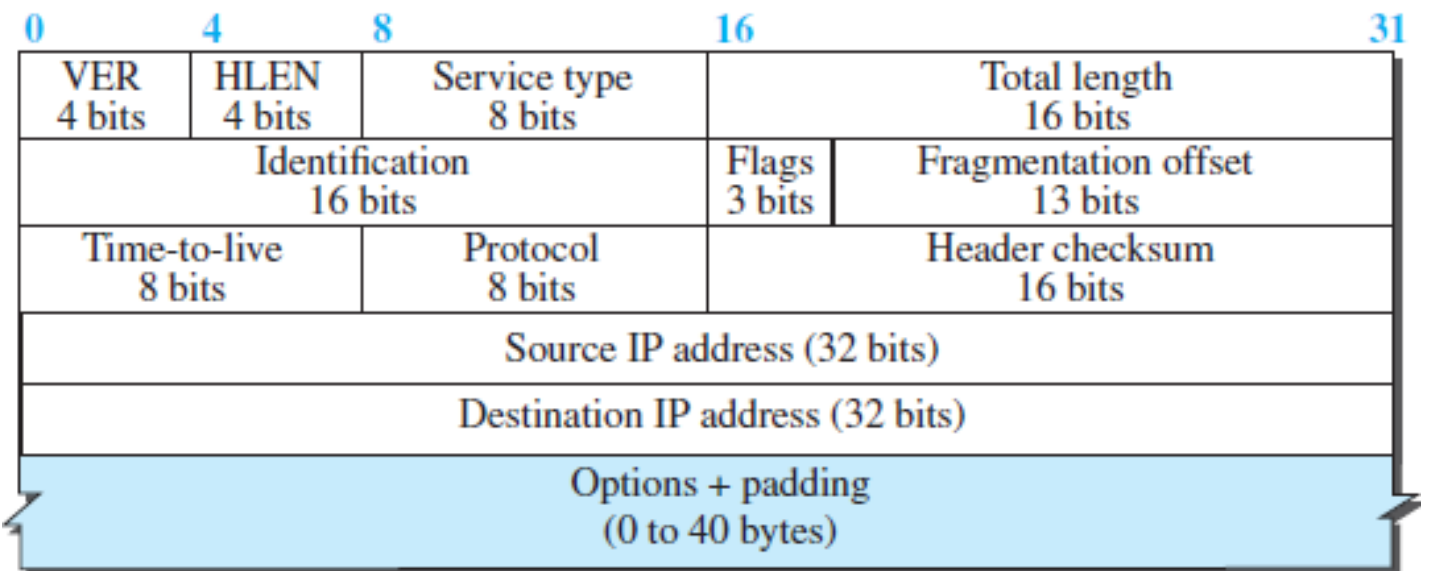 0 4 8 16 31
VER HLEN Service type Total length
4 bits 4 bits 8 bits 16 bits
Identification Flags Fragmentation offset
16 bits 3 bits 13 bits
Time-to-live Protocol Header checksum
8 bits 8 bits 16 bits
Source IP address (32 bits)
Destination IP address (32 bits)
Options + padding
(0 to 40 bytes)